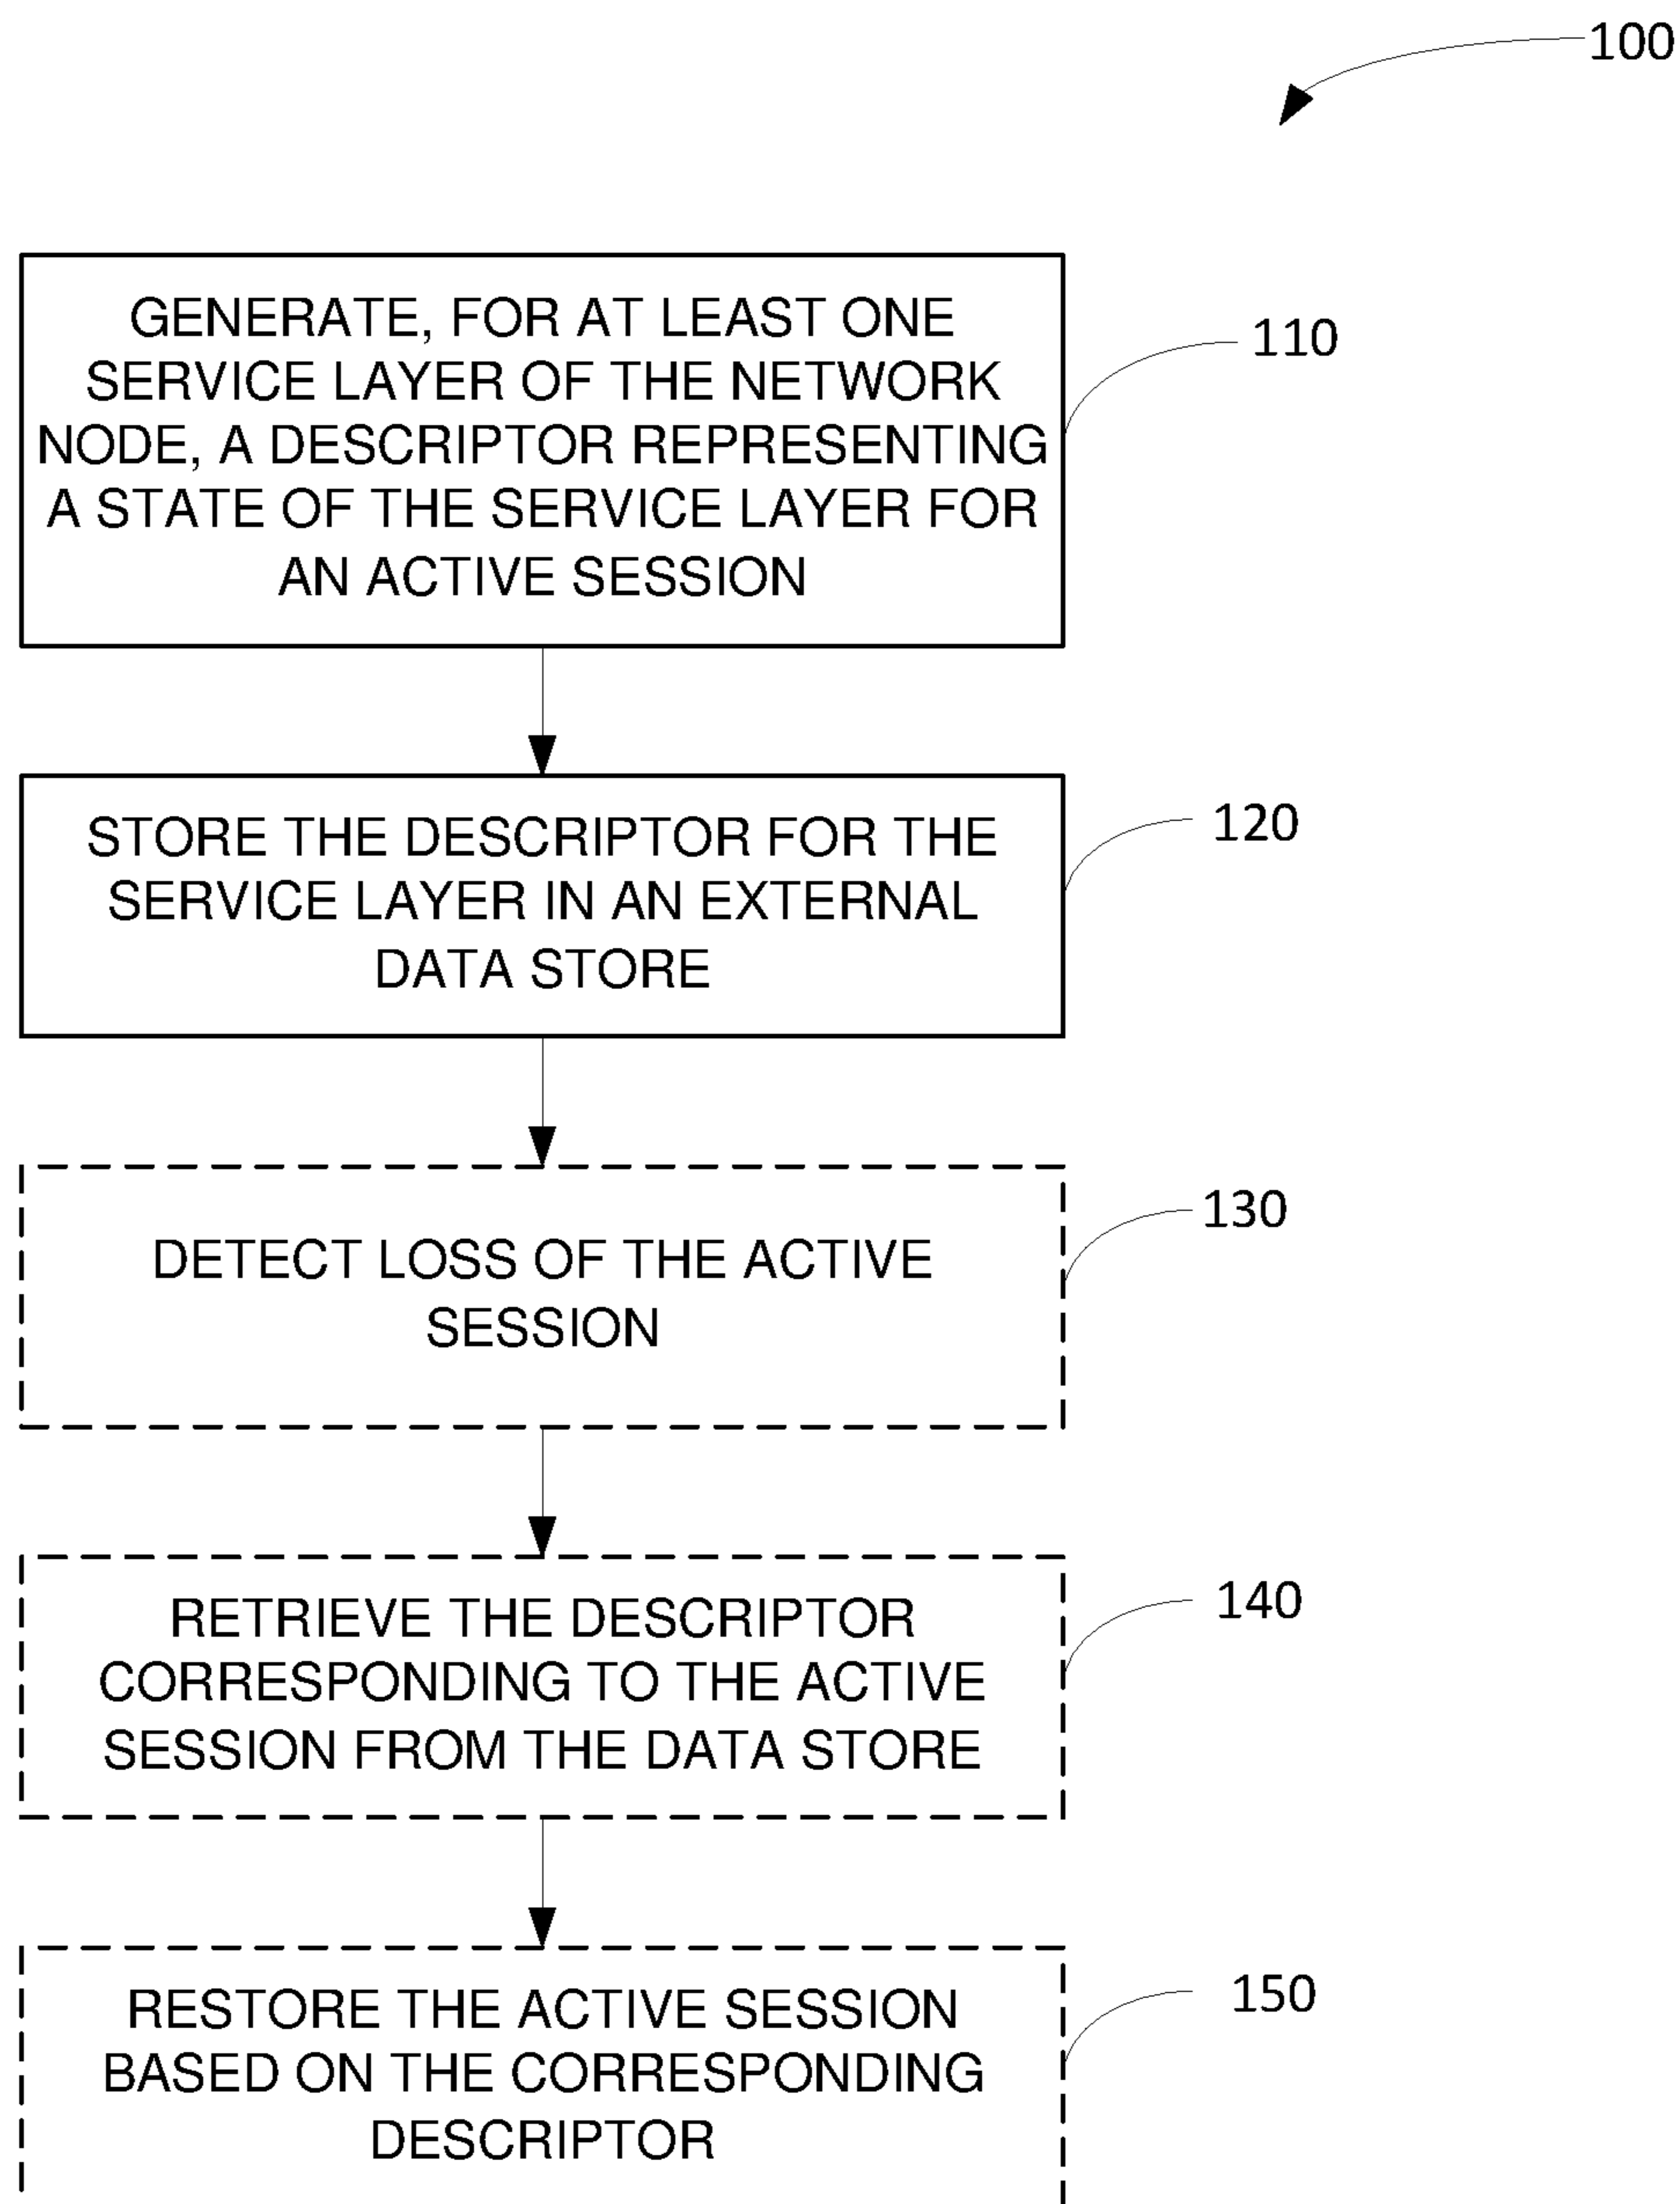 100
GENERATE, FOR AT LEAST ONE
SERVICE LAYER OF THE NETWORK
NODE, A DESCRIPTOR REPRESENTING
A STATE OF THE SERVICE LAYER FOR
AN ACTIVE SESSION
110
STORE THE DESCRIPTOR FOR THE
SERVICE LAYER IN AN EXTERNAL
DATA STORE
120
DETECT LOSS OF THE ACTIVE
SESSION
130
RETRIEVE THE DESCRIPTOR
CORRESPONDING TO THE ACTIVE
SESSION FROM THE DATA STORE
140
RESTORE THE ACTIVE SESSION
BASED ON THE CORRESPONDING
DESCRIPTOR
150